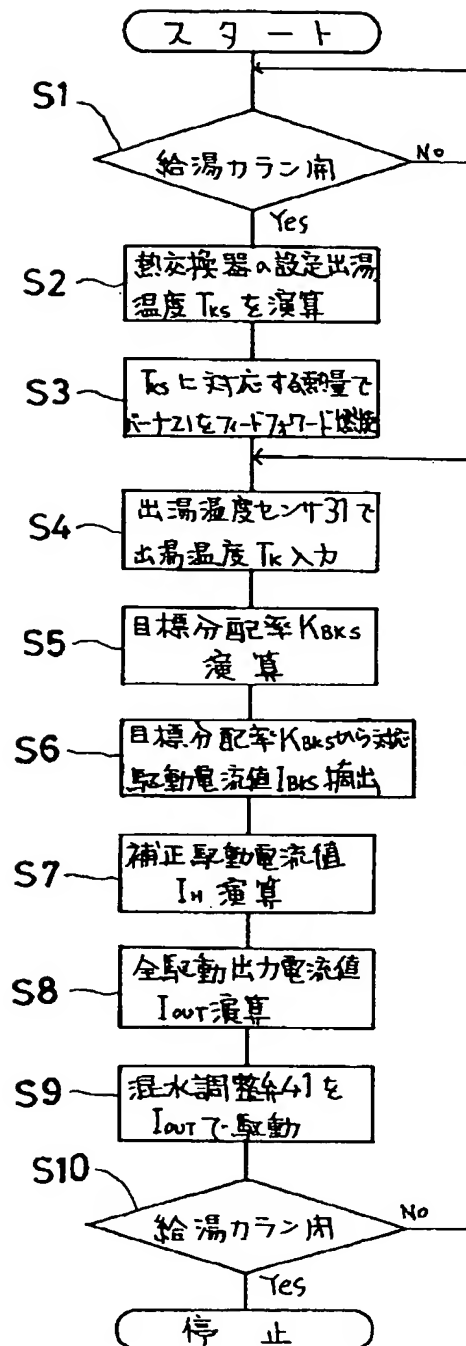 スタート
S1
給湯カラン開
No
Yes
S2
熱交換器の設定出湯
温度TKSを演算
S3
TKSに対応する熱量で
バーナ21をフィードフォワード燃焼
S4
出湯温度センサ31で
出湯温度TK入力
S5
目標分配率KBKS
演算
S6
目標分配率KBKSから対応
駆動電流値IBKS摘出
S7
補正駆動電流値
IH演算
S8
全駆動出力電流値
IOUT演算
S9
混水調整弁41を
IOUTで駆動
S10
給湯カラン閉
No
Yes
停止